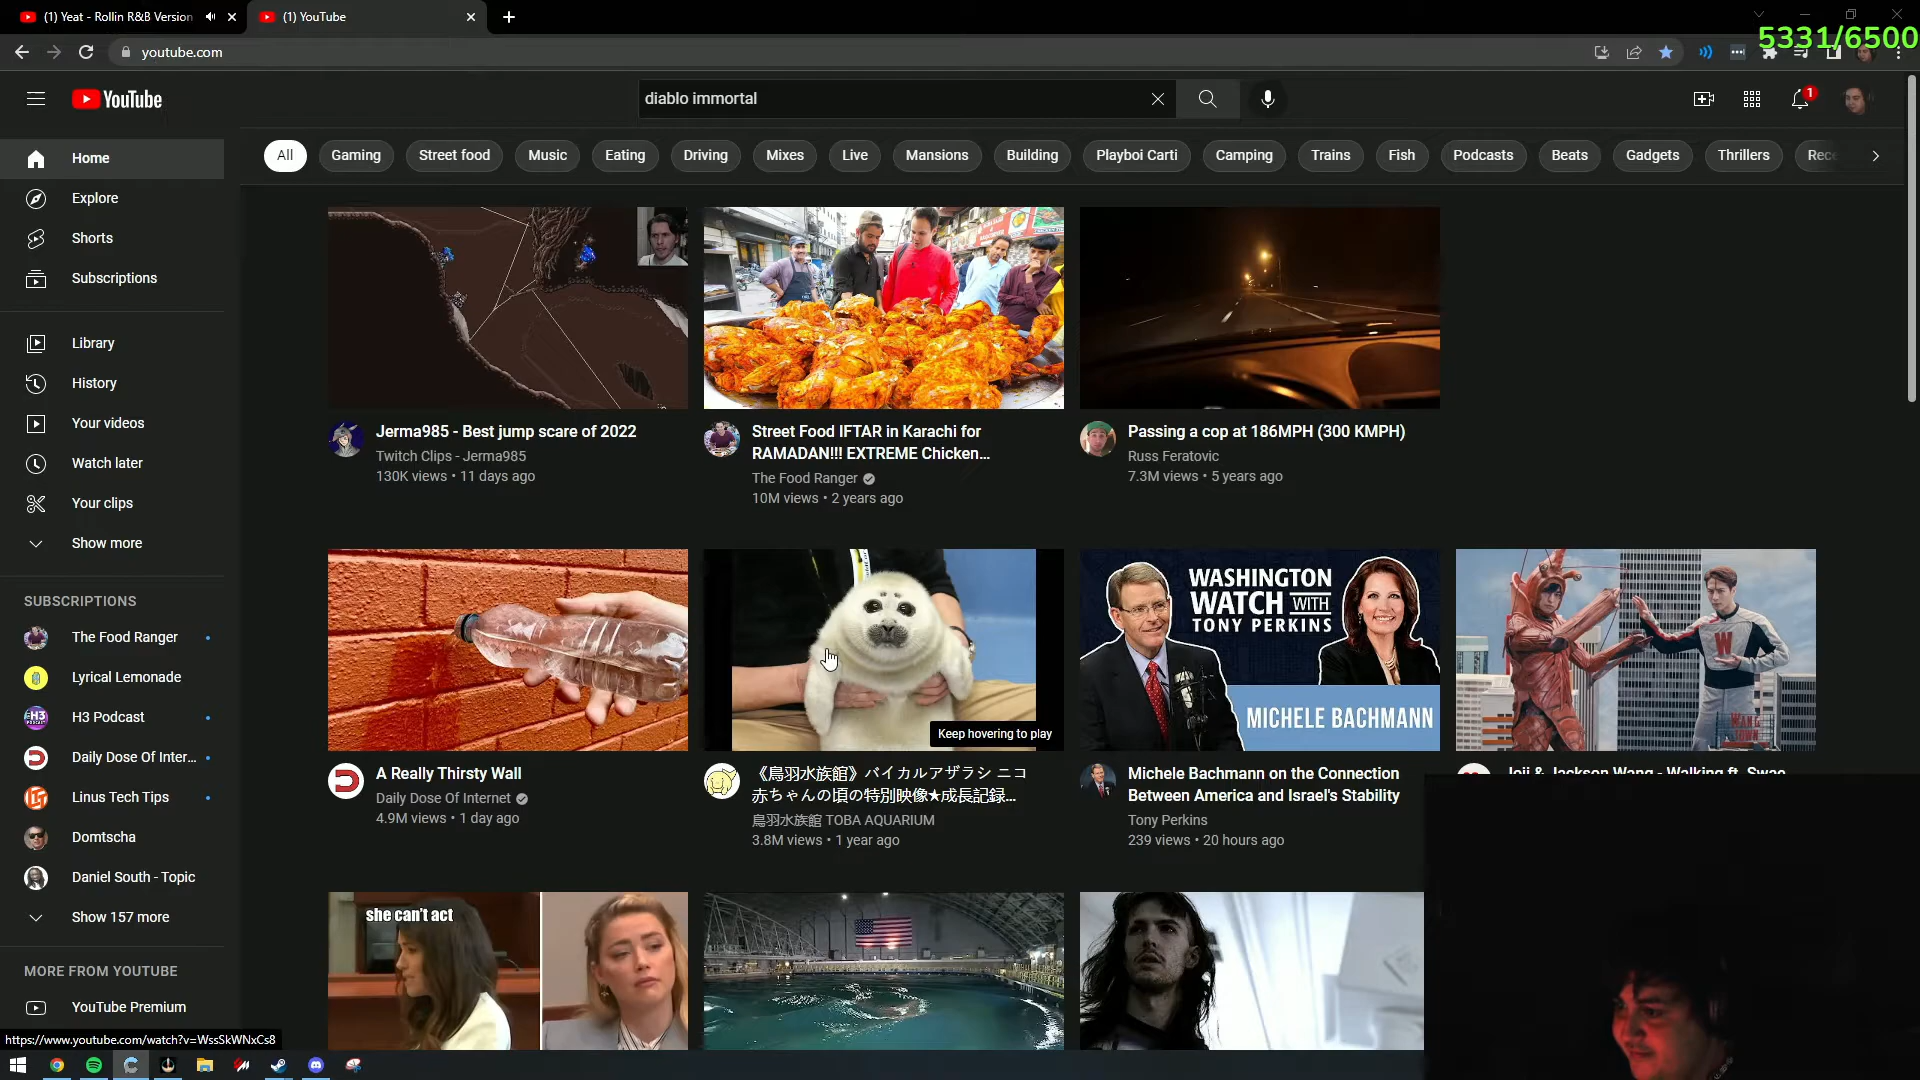 (1) Yeat - Rollin R&B Version
(1) YouTube
youtube.com
5331/6500
YouTube
diablo immortal
1
Home
Explore
Shorts
Subscriptions
Library
History
Your videos
Watch later
Your clips
Show more
SUBSCRIPTIONS
The Food Ranger
Lyrical Lemonade
H3 Podcast
Daily Dose Of Inter...
Linus Tech Tips
Domtscha
Daniel South - Topic
Show 157 more
MORE FROM YOUTUBE
YouTube Premium
All Gaming Street food Music Eating Driving Mixes Live Mansions Building Playboi Carti Camping Trains Fish Podcasts Beats Gadgets Thrillers Rece
Jerma985 - Best jump scare of 2022
Twitch Clips - Jerma985
130K views • 11 days ago
Street Food IFTAR in Karachi for
RAMADAN!!! EXTREME Chicken...
The Food Ranger
10M views • 2 years ago
Passing a cop at 186MPH (300 KMPH)
Russ Feratovic
7.3M views • 5 years ago
A Really Thirsty Wall
Daily Dose Of Internet
4.9M views • 1 day ago
Keep hovering to play
《鳥羽水族館》バイカルアザラシ ニコ
赤ちゃんの頃の特別映像★成長記録...
鳥羽水族館 TOBA AQUARIUM
3.8M views • 1 year ago
WASHINGTON
WATCH WITH
TONY PERKINS
MICHELE BACHMANN
Michele Bachmann on the Connection
Between America and Israel's Stability
Tony Perkins
239 views • 20 hours ago
W
WANG
TOWN
Joji & Jackson Wang - Walking ft. Swae
she can't act
https://www.youtube.com/watch?v=WssSkWNxCs8